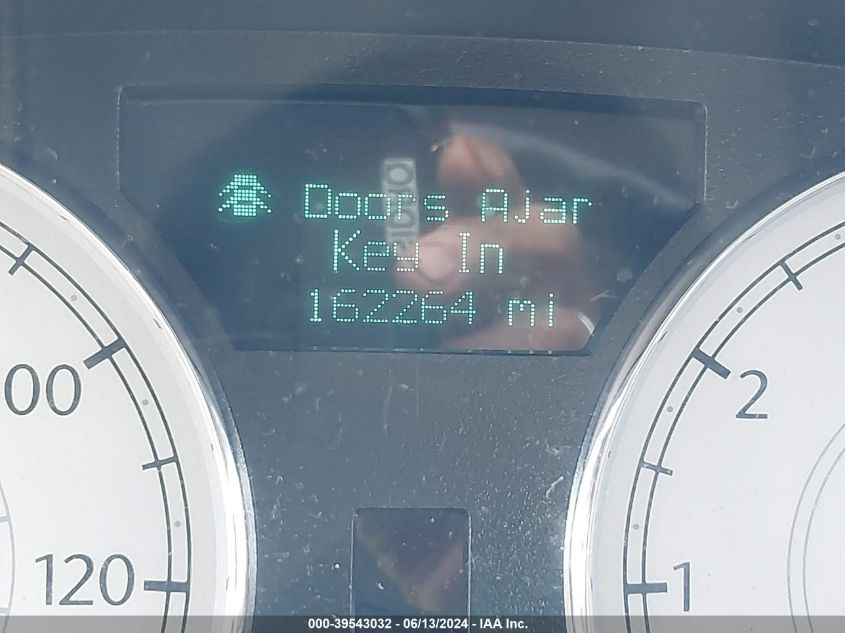 Doors Ajar
Key In
162264 mi
00
120
2
1
000-39543032 - 06/13/2024 - IAA Inc.